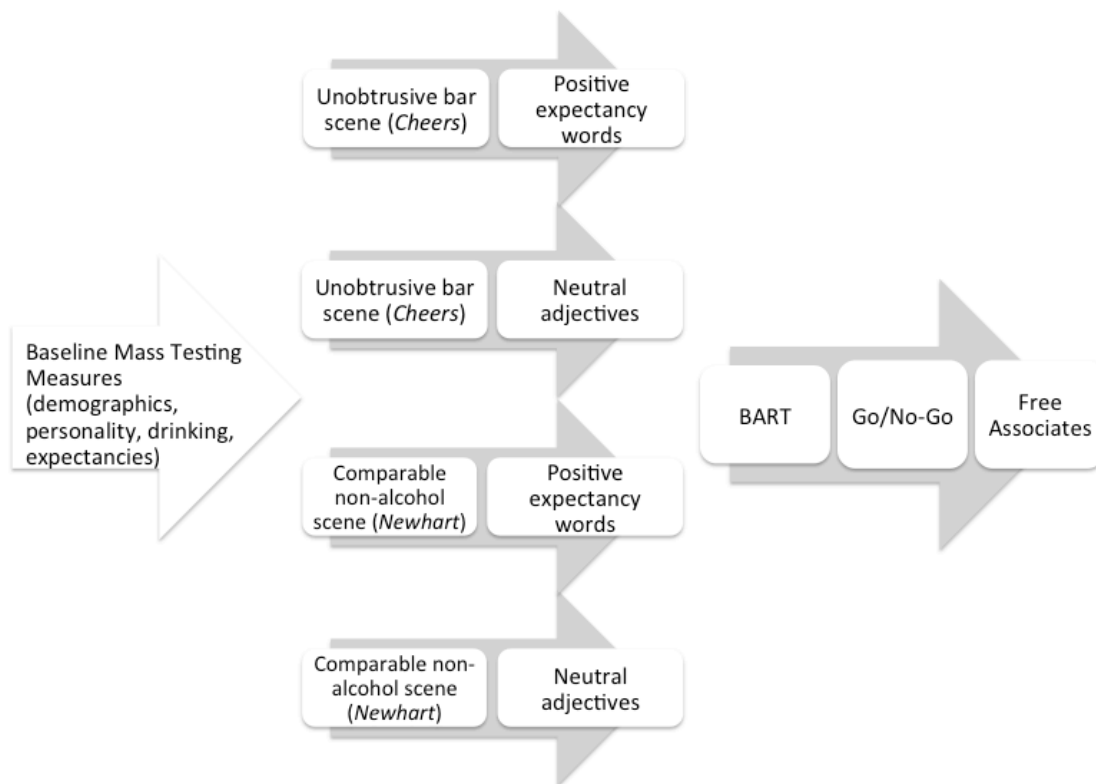 Baseline Mass Testing
Measures
(demographics,
personality, drinking,
expectancies)
Unobtrusive bar
scene (Cheers)
Positive
expectancy
words
Unobtrusive bar
scene (Cheers)
Neutral
adjectives
Comparable
non-alcohol
scene (Newhart)
Positive
expectancy
words
Comparable non-
alcohol scene
(Newhart)
Neutral
adjectives
BART
Go/No-Go
Free
Associates